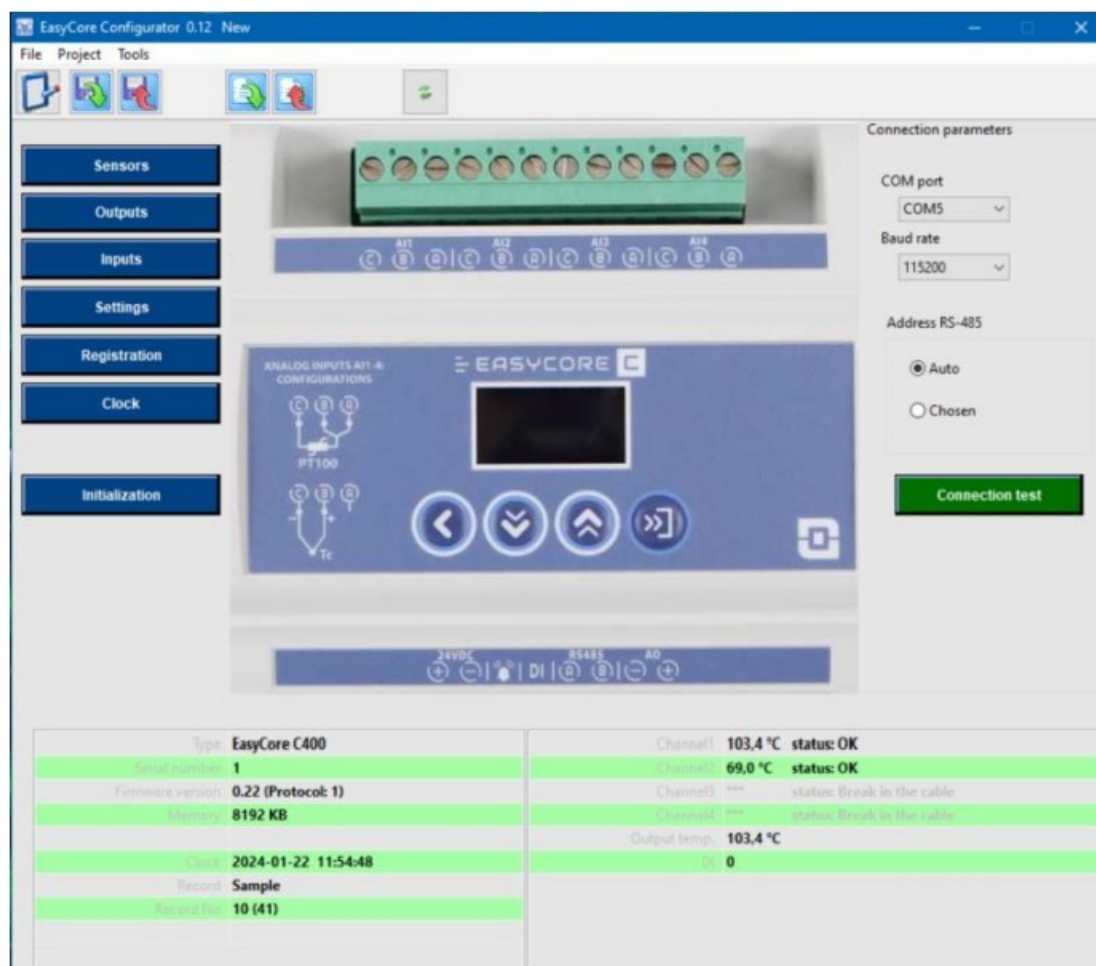 EasyCore Configurator 0.12 New
File Project Tools
Sensors
Outputs
Inputs
Settings
Registration
Clock
Initialization
AI1 AI2 AI3 AI4
C B A | C B A | C B A | C B A
ANALOG INPUTS AI1-4:
CONFIGURATIONS
C B A
PT100
C B A
- +
Tc
EASYCORE C
24VDC RS485 AO
+ - | | DI | A B | - +
Connection parameters
COM port
COM5
Baud rate
115200
Address RS-485
Auto
Chosen
Connection test
Type EasyCore C400
Serial number 1
Firmware version 0.22 (Protocol: 1)
Memory 8192 KB
Clock 2024-01-22 11:54:48
Record Sample
Record No 10 (41)
Channel1 103,4 °C status: OK
Channel2 69,0 °C status: OK
Channel3 *** status: Break in the cable
Channel4 *** status: Break in the cable
Output temp. 103,4 °C
DI 0